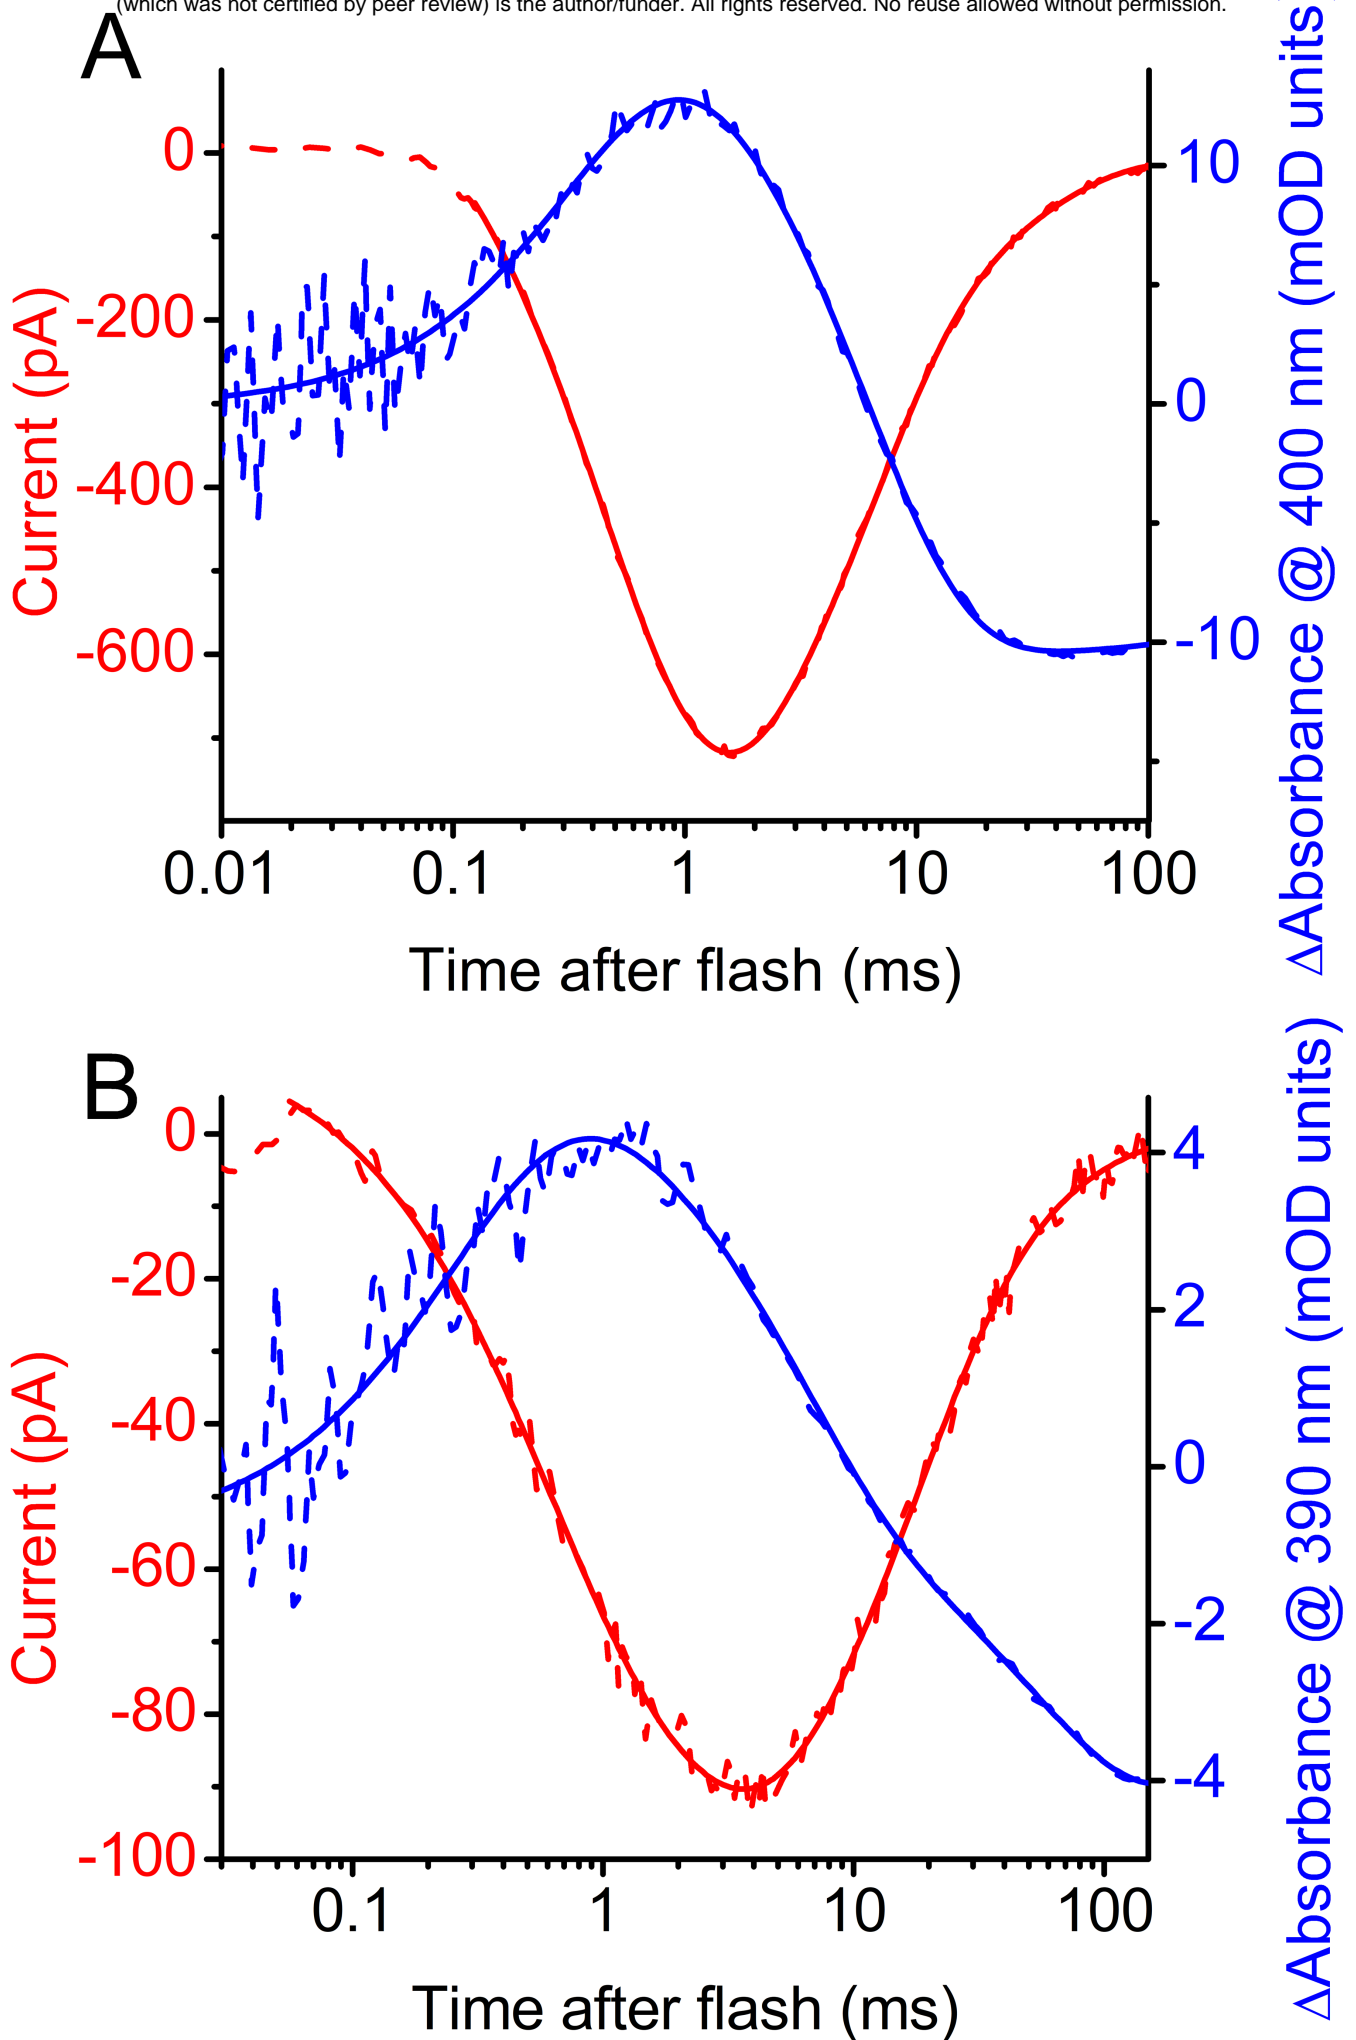 (which was not certified by peer review) is the author/funder. All rights reserved. No reuse allowed without permission.
A
0
-200
-400
-600
Current (pA)
10
0
-10
ΔAbsorbance @ 400 nm (mOD units)
0.01 0.1 1 10 100
Time after flash (ms)
B
0
-20
-40
-60
-80
-100
Current (pA)
4
2
0
-2
-4
ΔAbsorbance @ 390 nm (mOD units)
0.1 1 10 100
Time after flash (ms)